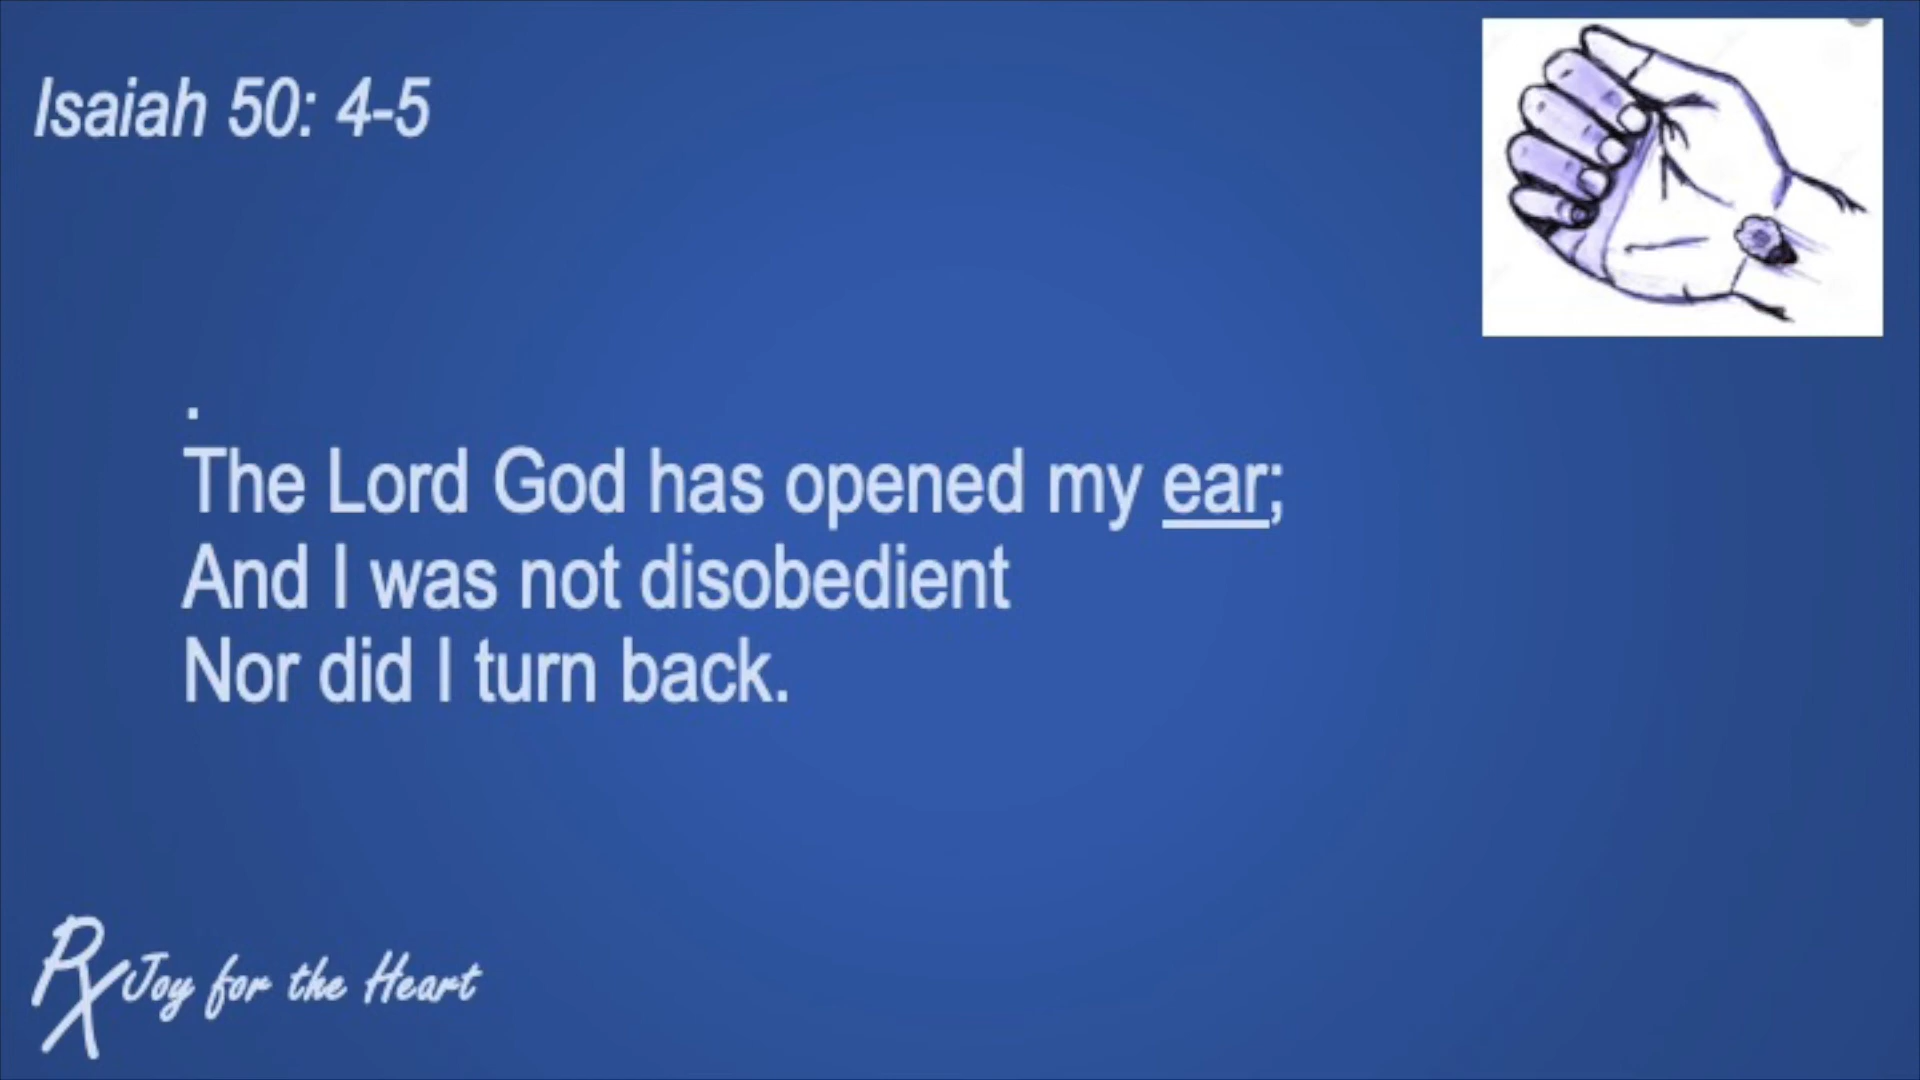 Isaiah 50: 4-5
.
The Lord God has opened my ear;
And I was not disobedient
Nor did I turn back.
Rx Joy for the Heart